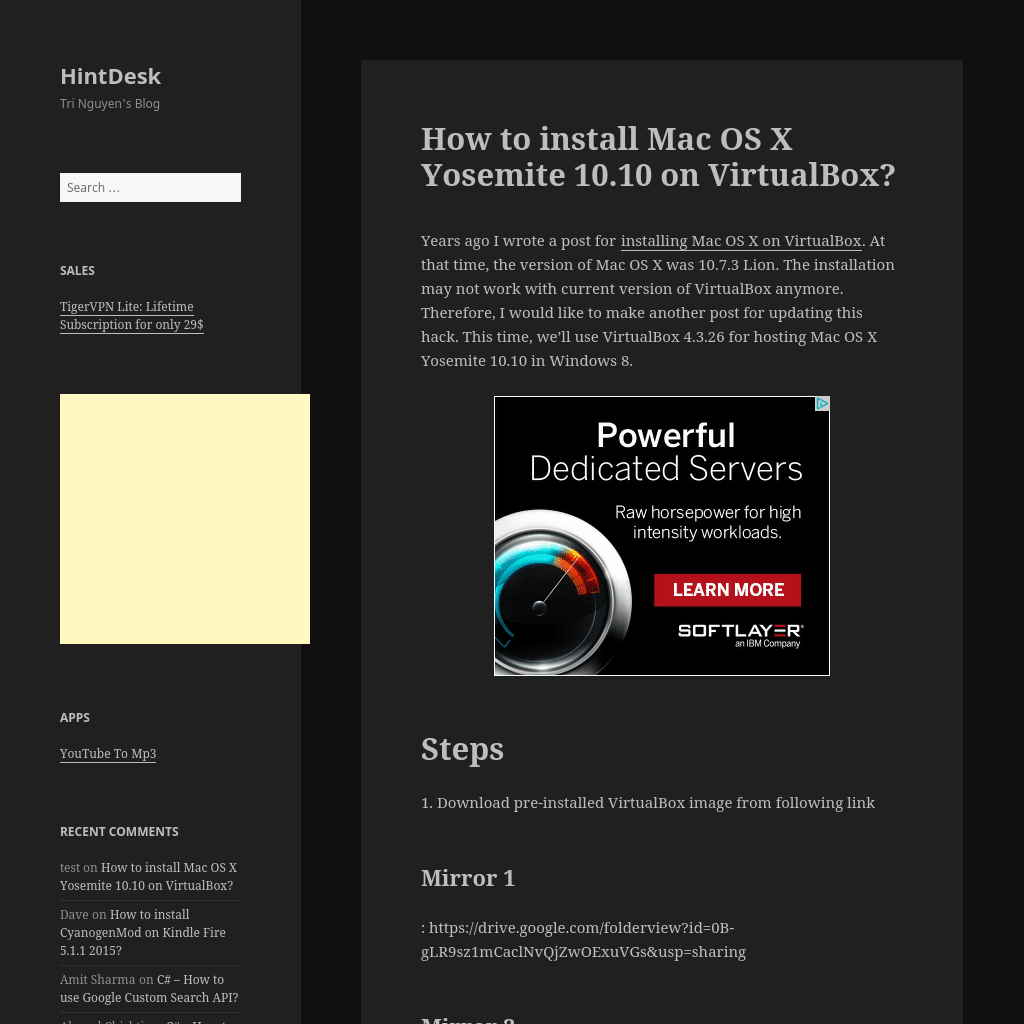 HintDesk
Tri Nguyen's Blog
Search …
SALES
TigerVPN Lite: Lifetime
Subscription for only 29$
APPS
YouTube To Mp3
RECENT COMMENTS
test on How to install Mac OS X
Yosemite 10.10 on VirtualBox?
Dave on How to install
CyanogenMod on Kindle Fire
5.1.1 2015?
Amit Sharma on C# – How to
use Google Custom Search API?
How to install Mac OS X
Yosemite 10.10 on VirtualBox?
Years ago I wrote a post for installing Mac OS X on VirtualBox. At
that time, the version of Mac OS X was 10.7.3 Lion. The installation
may not work with current version of VirtualBox anymore.
Therefore, I would like to make another post for updating this
hack. This time, we’ll use VirtualBox 4.3.26 for hosting Mac OS X
Yosemite 10.10 in Windows 8.
Powerful
Dedicated Servers
Raw horsepower for high
intensity workloads.
LEARN MORE
SOFTLAYER®
an IBM Company
Steps
1. Download pre-installed VirtualBox image from following link
Mirror 1
: https://drive.google.com/folderview?id=0B-
gLR9sz1mCaclNvQjZwOExuVGs&usp=sharing